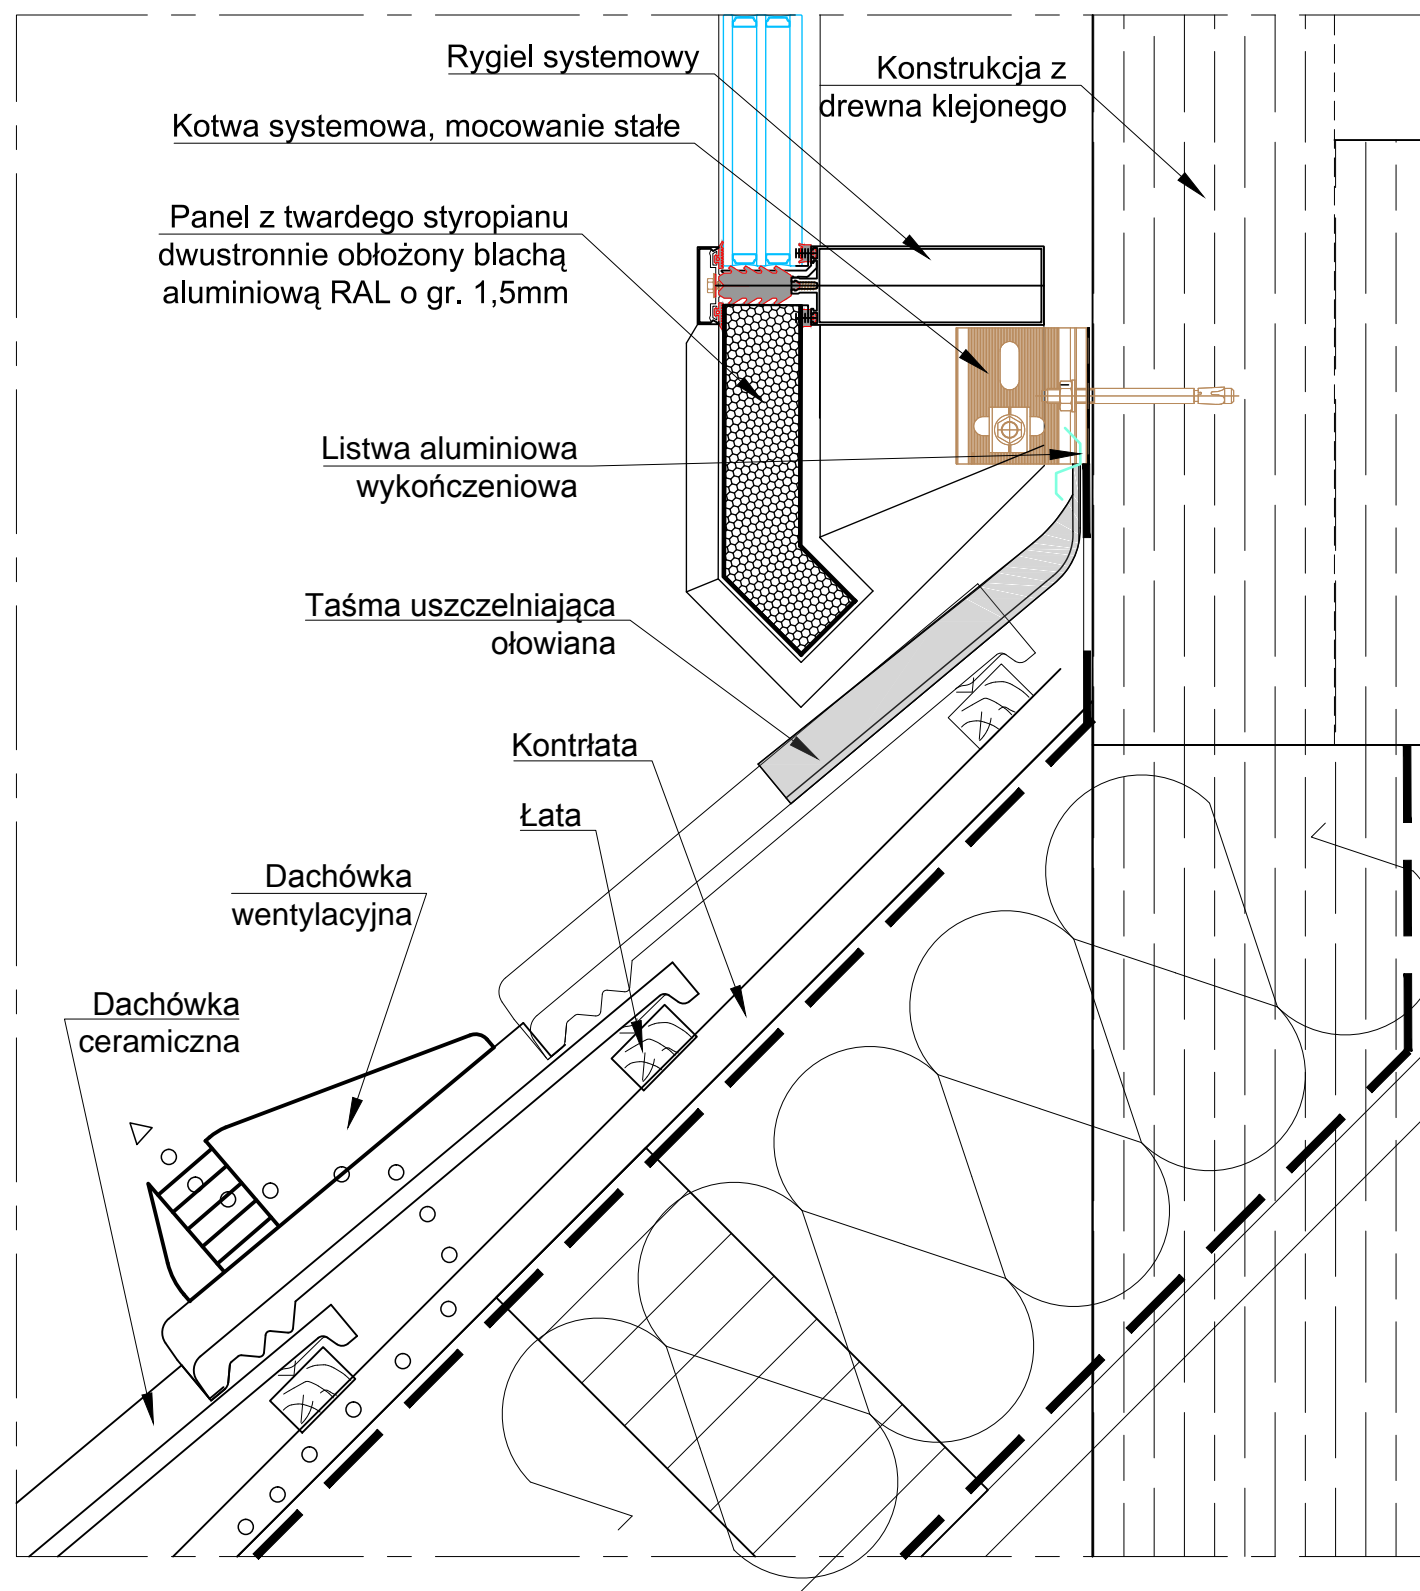 Rygiel systemowy
Konstrukcja z
drewna klejonego
Kotwa systemowa, mocowanie stałe
Panel z twardego styropianu
dwustronnie obłożony blachą
aluminiową RAL o gr. 1,5mm
Listwa aluminiowa
wykończeniowa
Taśma uszczelniająca
ołowiana
Kontrłata
Łata
Dachówka
wentylacyjna
Dachówka
ceramiczna